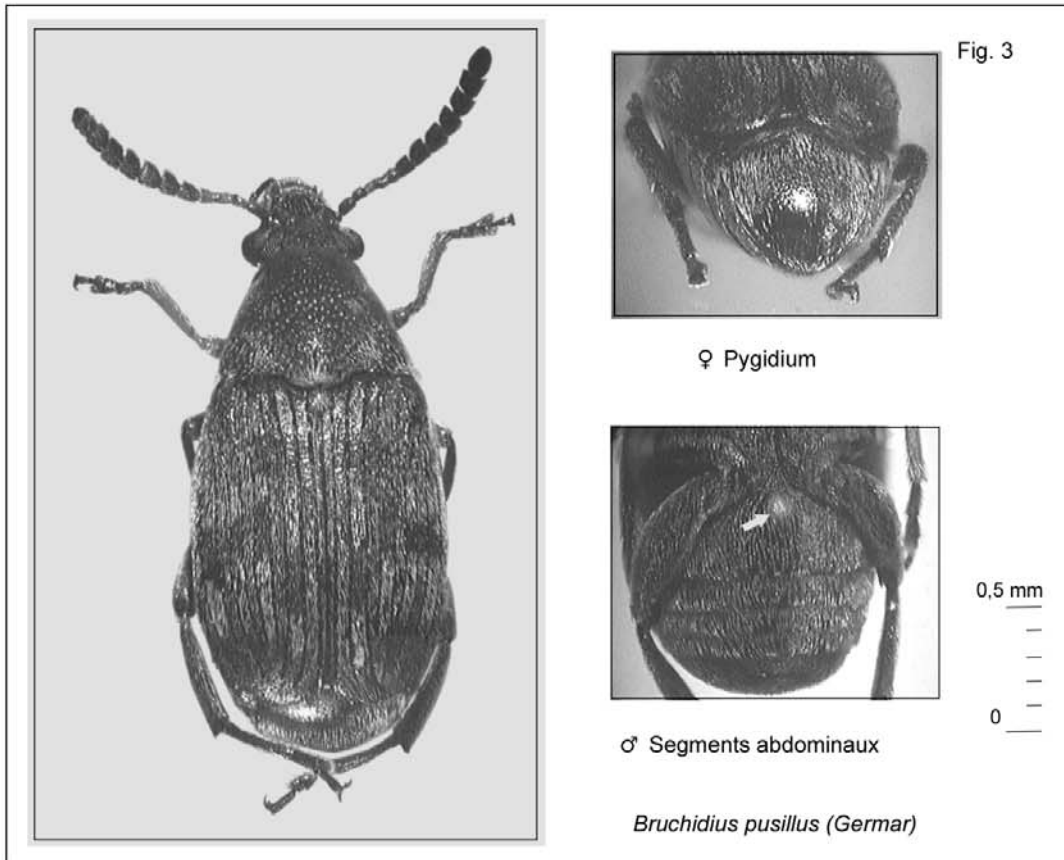 Fig. 3
♀ Pygidium
0,5 mm
0
♂ Segments abdominaux
Bruchidius pusillus (Germar)